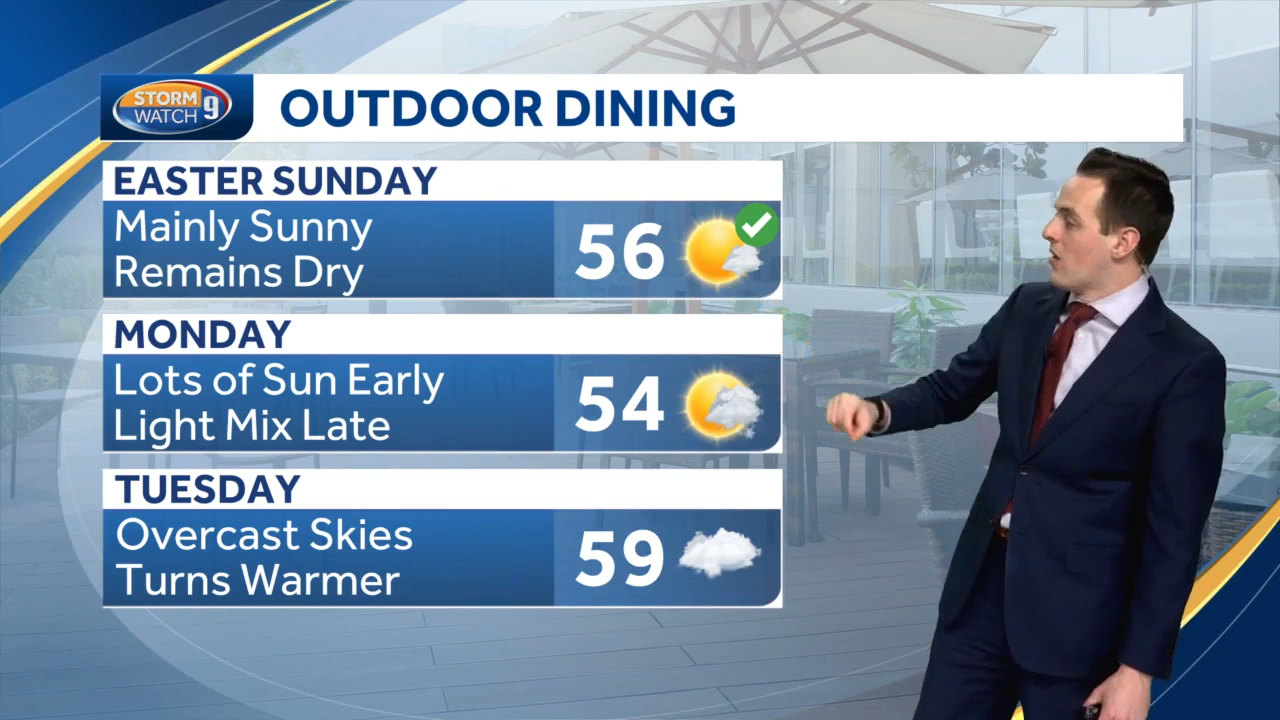 STORM
WATCH 9
OUTDOOR DINING
EASTER SUNDAY
Mainly Sunny
Remains Dry
56
MONDAY
Lots of Sun Early
Light Mix Late
54
TUESDAY
Overcast Skies
Turns Warmer
59